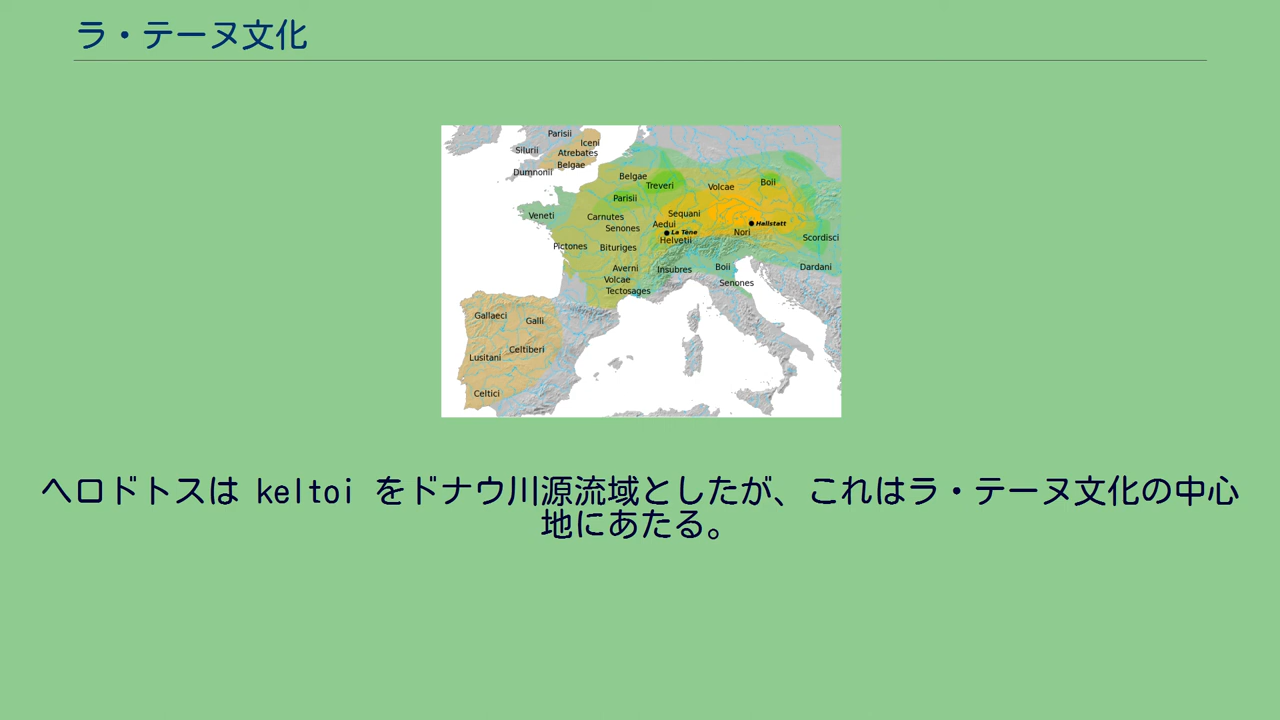 ラ・テーヌ文化
Parisii
Iceni
Silurii
Atrebates
Belgae
Dumnonii
Belgae
Treveri
Volcae
Boii
Parisii
Veneti
Carnutes
Sequani
Senones
Aedui
La Tène
Hallstatt
Nori
Helvetii
Scordisci
Pictones
Bituriges
Averni
Insubres
Boii
Dardani
Volcae
Tectosages
Senones
Gallaeci
Galli
Celtiberi
Lusitani
Celtici
ヘロドトスは keltoi をドナウ川源流域としたが、これはラ・テーヌ文化の中心
地にあたる。